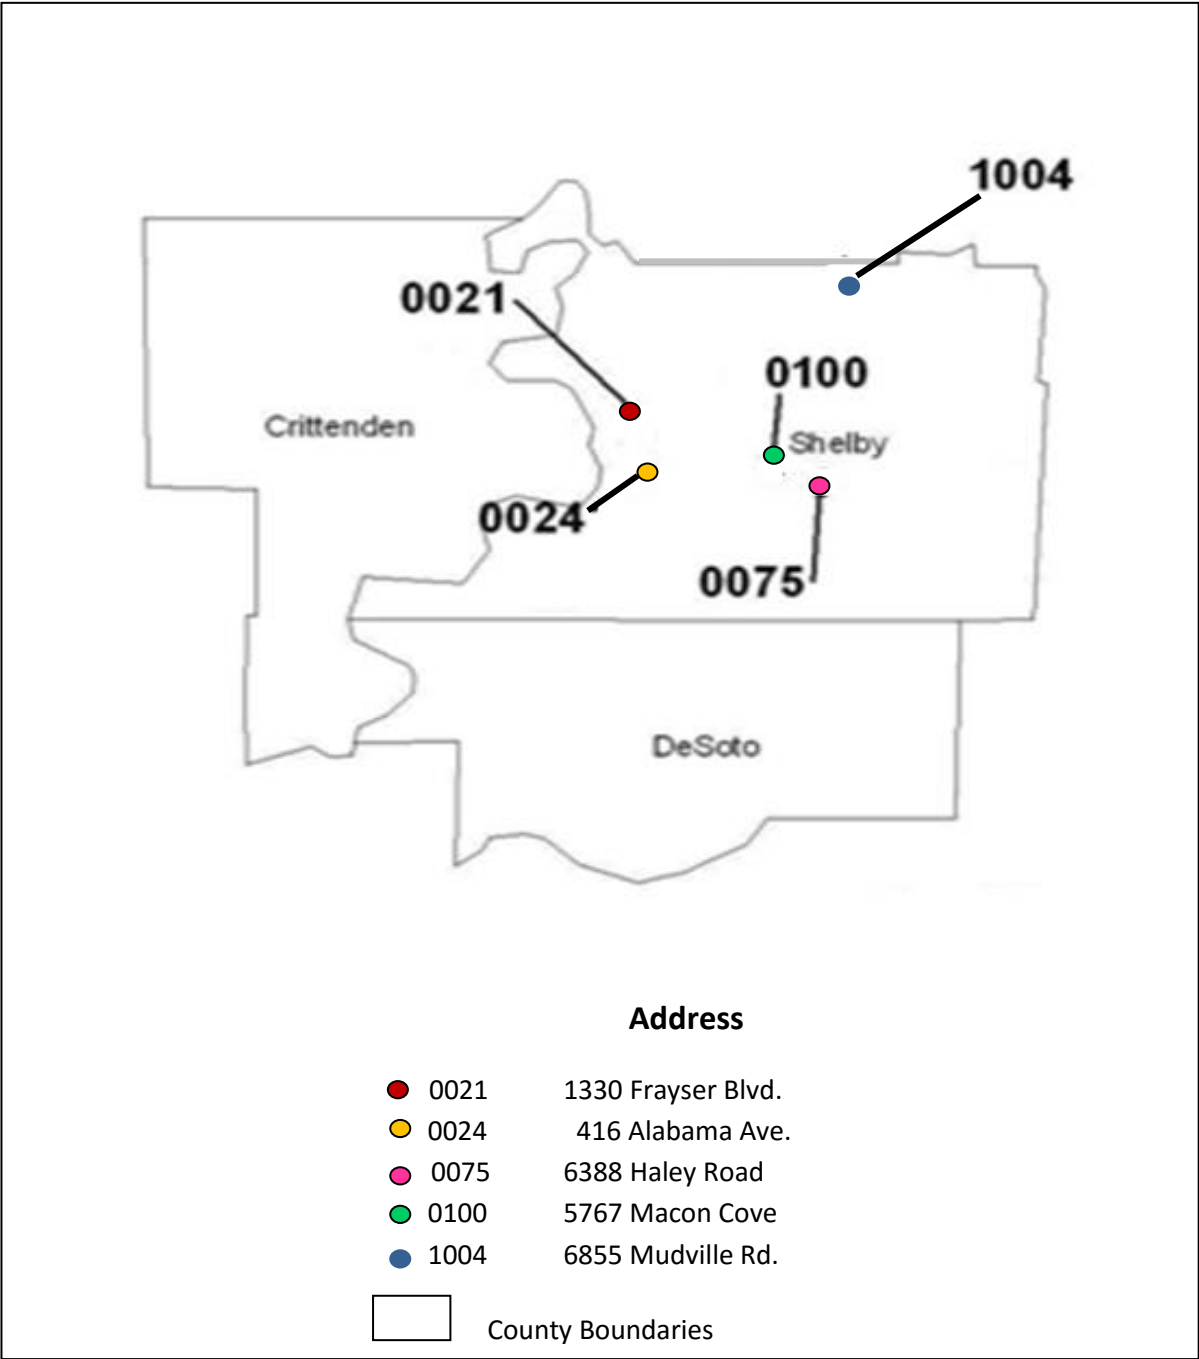 1004
0021
0100
Crittenden
Shelby
0024
0075
DeSoto
Address
0021 1330 Frayser Blvd.
0024 416 Alabama Ave.
0075 6388 Haley Road
0100 5767 Macon Cove
1004 6855 Mudville Rd.
County Boundaries